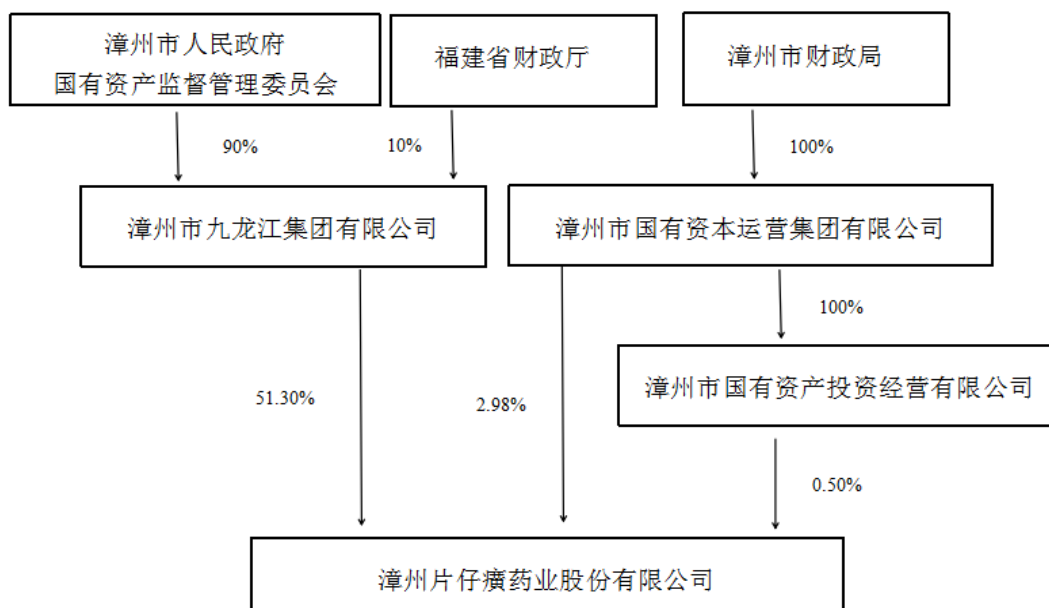 漳州市人民政府
国有资产监督管理委员会
福建省财政厅
漳州市财政局
90%
10%
100%
漳州市九龙江集团有限公司
漳州市国有资本运营集团有限公司
100%
漳州市国有资产投资经营有限公司
51.30%
2.98%
0.50%
漳州片仔癀药业股份有限公司